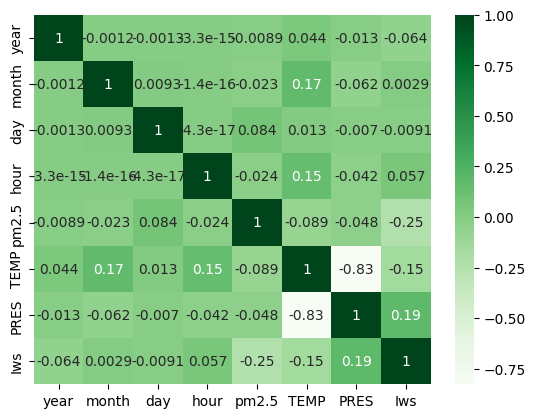 year 1 -0.0012 -0.0013 -3.3e-15 -0.0089 0.044 -0.013 -0.064
month -0.0012 1 0.0093 -1.4e-16 -0.023 0.17 -0.062 0.0029
day -0.0013 0.0093 1 -4.3e-17 0.084 0.013 -0.007 -0.0091
hour -3.3e-15 -1.4e-16 -4.3e-17 1 -0.024 0.15 -0.042 0.057
pm2.5 -0.0089 -0.023 0.084 -0.024 1 -0.089 -0.048 -0.25
TEMP 0.044 0.17 0.013 0.15 -0.089 1 -0.83 -0.15
PRES -0.013 -0.062 -0.007 -0.042 -0.048 -0.83 1 0.19
Iws -0.064 0.0029 -0.0091 0.057 -0.25 -0.15 0.19 1
year month day hour pm2.5 TEMP PRES Iws
1.00
0.75
0.50
0.25
0.00
−0.25
−0.50
−0.75